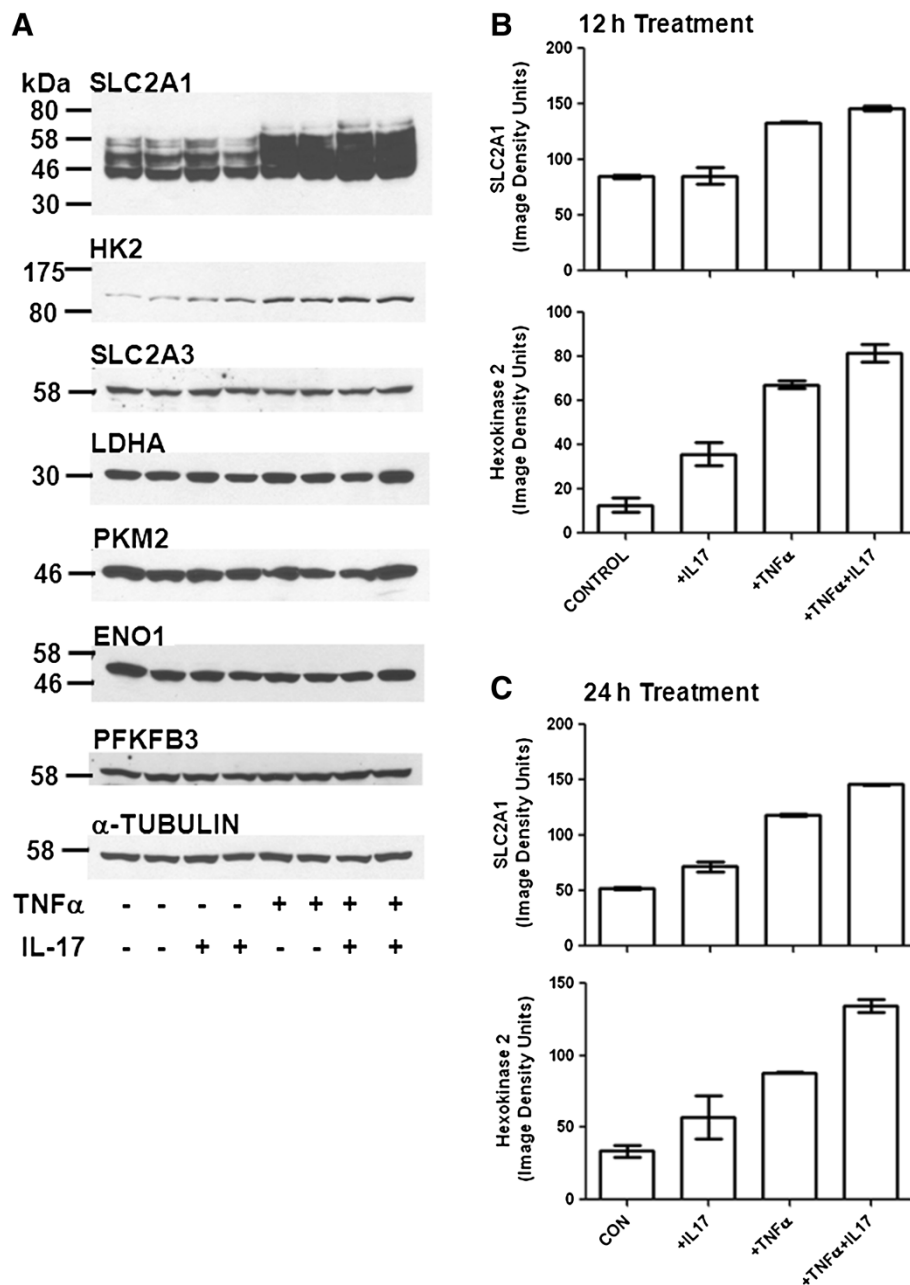 A
kDa SLC2A1
80
58
46
30
HK2
175
80
SLC2A3
58
LDHA
30
PKM2
46
ENO1
58
46
PFKFB3
58
α-TUBULIN
58
TNFα - - - - + + + +
IL-17 - - + + - - + +
B 12 h Treatment
SLC2A1
(Image Density Units)
200
150
100
50
0
Hexokinase 2
(Image Density Units)
100
80
60
40
20
0
CONTROL
+IL17
+TNFα
+TNFα+IL17
C 24 h Treatment
SLC2A1
(Image Density Units)
200
150
100
50
0
Hexokinase 2
(Image Density Units)
150
100
50
0
CON
+IL17
+TNFα
+TNFα+IL17